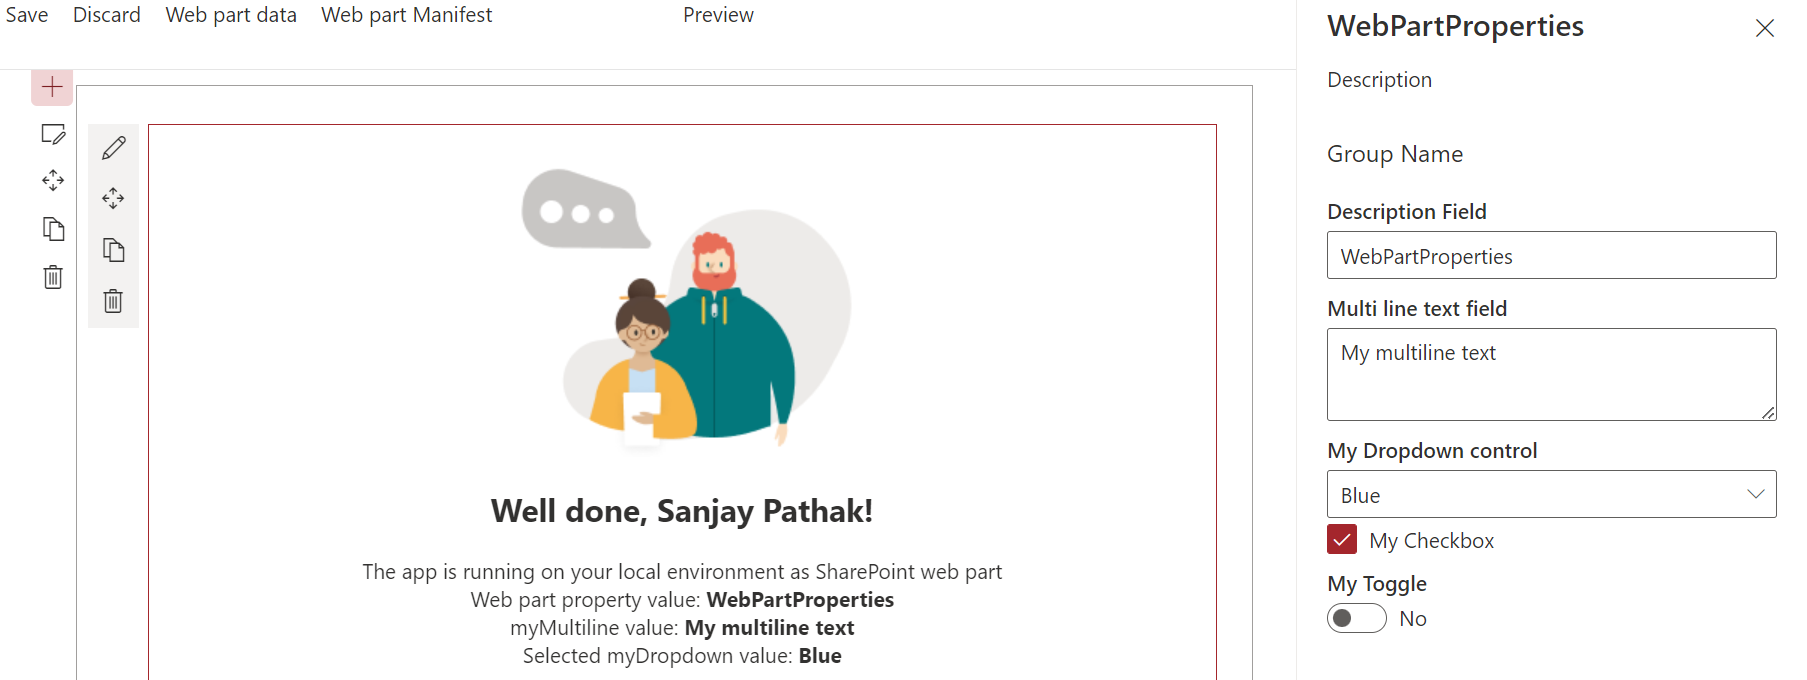 Save Discard Web part data Web part Manifest Preview
Well done, Sanjay Pathak!
The app is running on your local environment as SharePoint web part
Web part property value: WebPartProperties
myMultiline value: My multiline text
Selected myDropdown value: Blue
WebPartProperties
Description
Group Name
Description Field
WebPartProperties
Multi line text field
My multiline text
My Dropdown control
Blue
My Checkbox
My Toggle
No